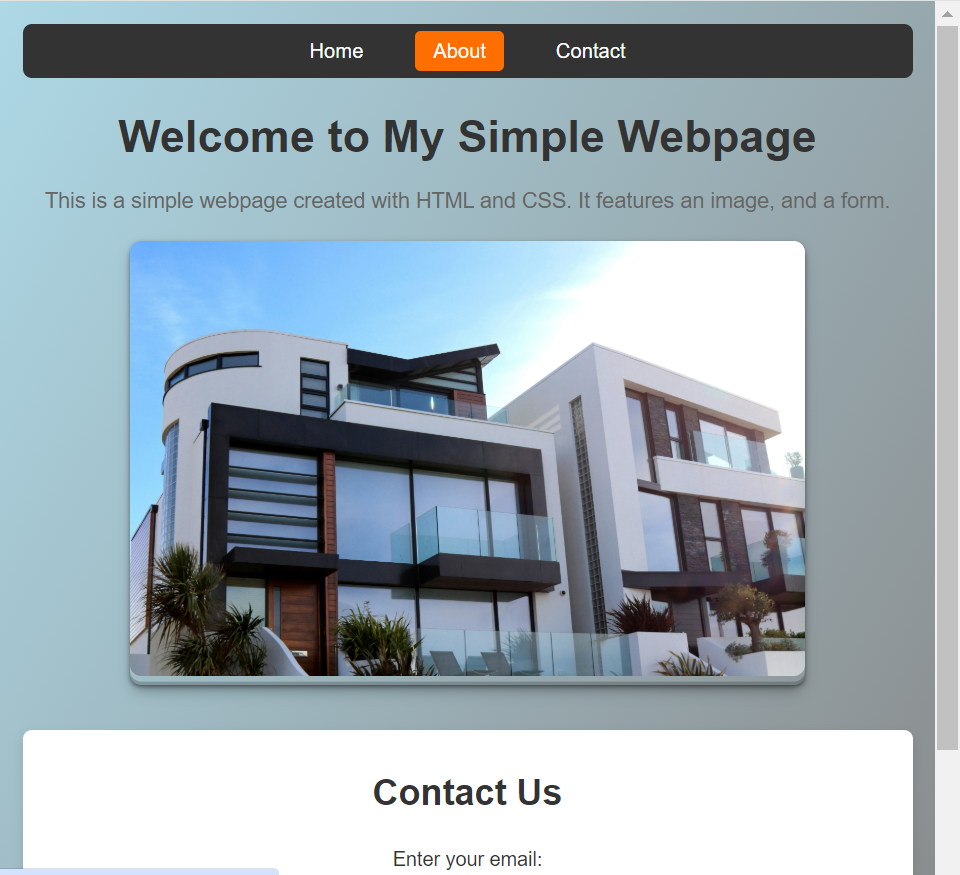 Home About Contact
Welcome to My Simple Webpage
This is a simple webpage created with HTML and CSS. It features an image, and a form.
Contact Us
Enter your email: